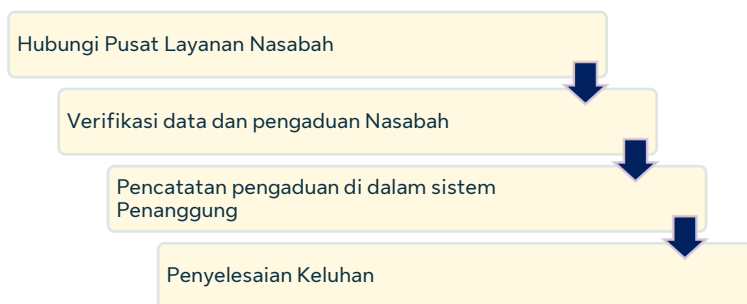 Hubungi Pusat Layanan Nasabah
Verifikasi data dan pengaduan Nasabah
Pencatatan pengaduan di dalam sistem
Penanggung
Penyelesaian Keluhan